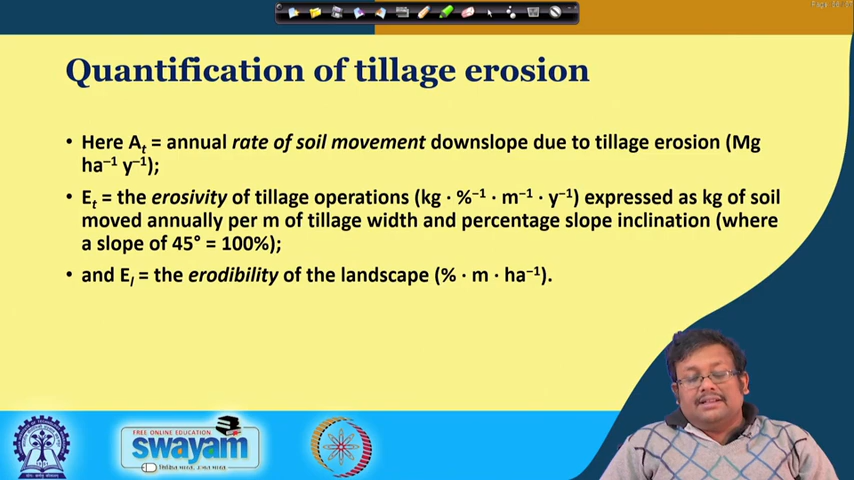 Quantification of tillage erosion
• Here At = annual rate of soil movement downslope due to tillage erosion (Mg
ha⁻¹ y⁻¹);
• Et = the erosivity of tillage operations (kg · %⁻¹ · m⁻¹ · y⁻¹) expressed as kg of soil
moved annually per m of tillage width and percentage slope inclination (where
a slope of 45° = 100%);
• and El = the erodibility of the landscape (% · m · ha⁻¹).
FREE ONLINE EDUCATION
swayam